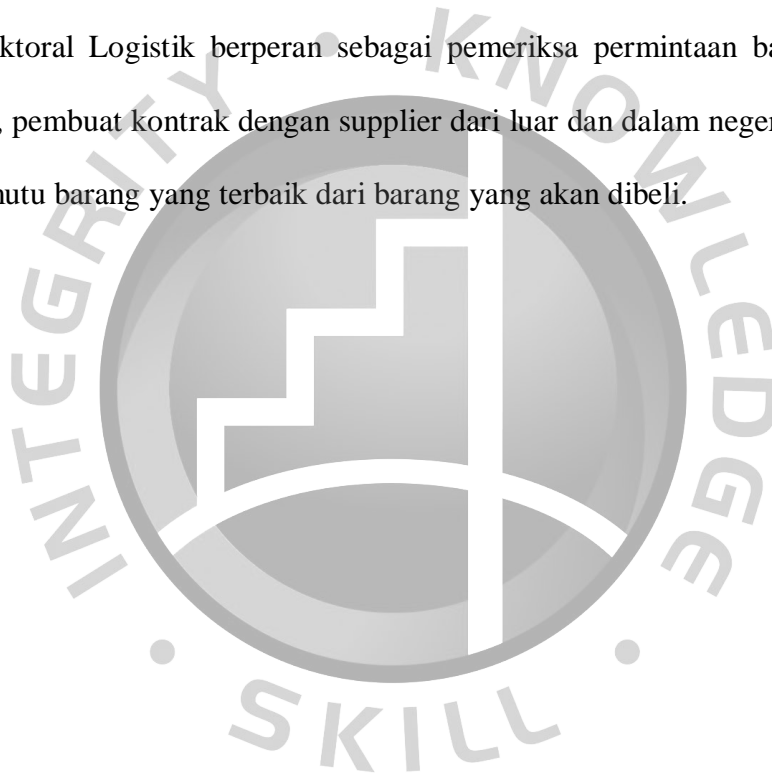 ktoral Logistik berperan sebagai pemeriksa permintaan ba
, pembuat kontrak dengan supplier dari luar dan dalam neger
utu barang yang terbaik dari barang yang akan dibeli.
INTEGRITY • KNOWLEDGE • SKILL •